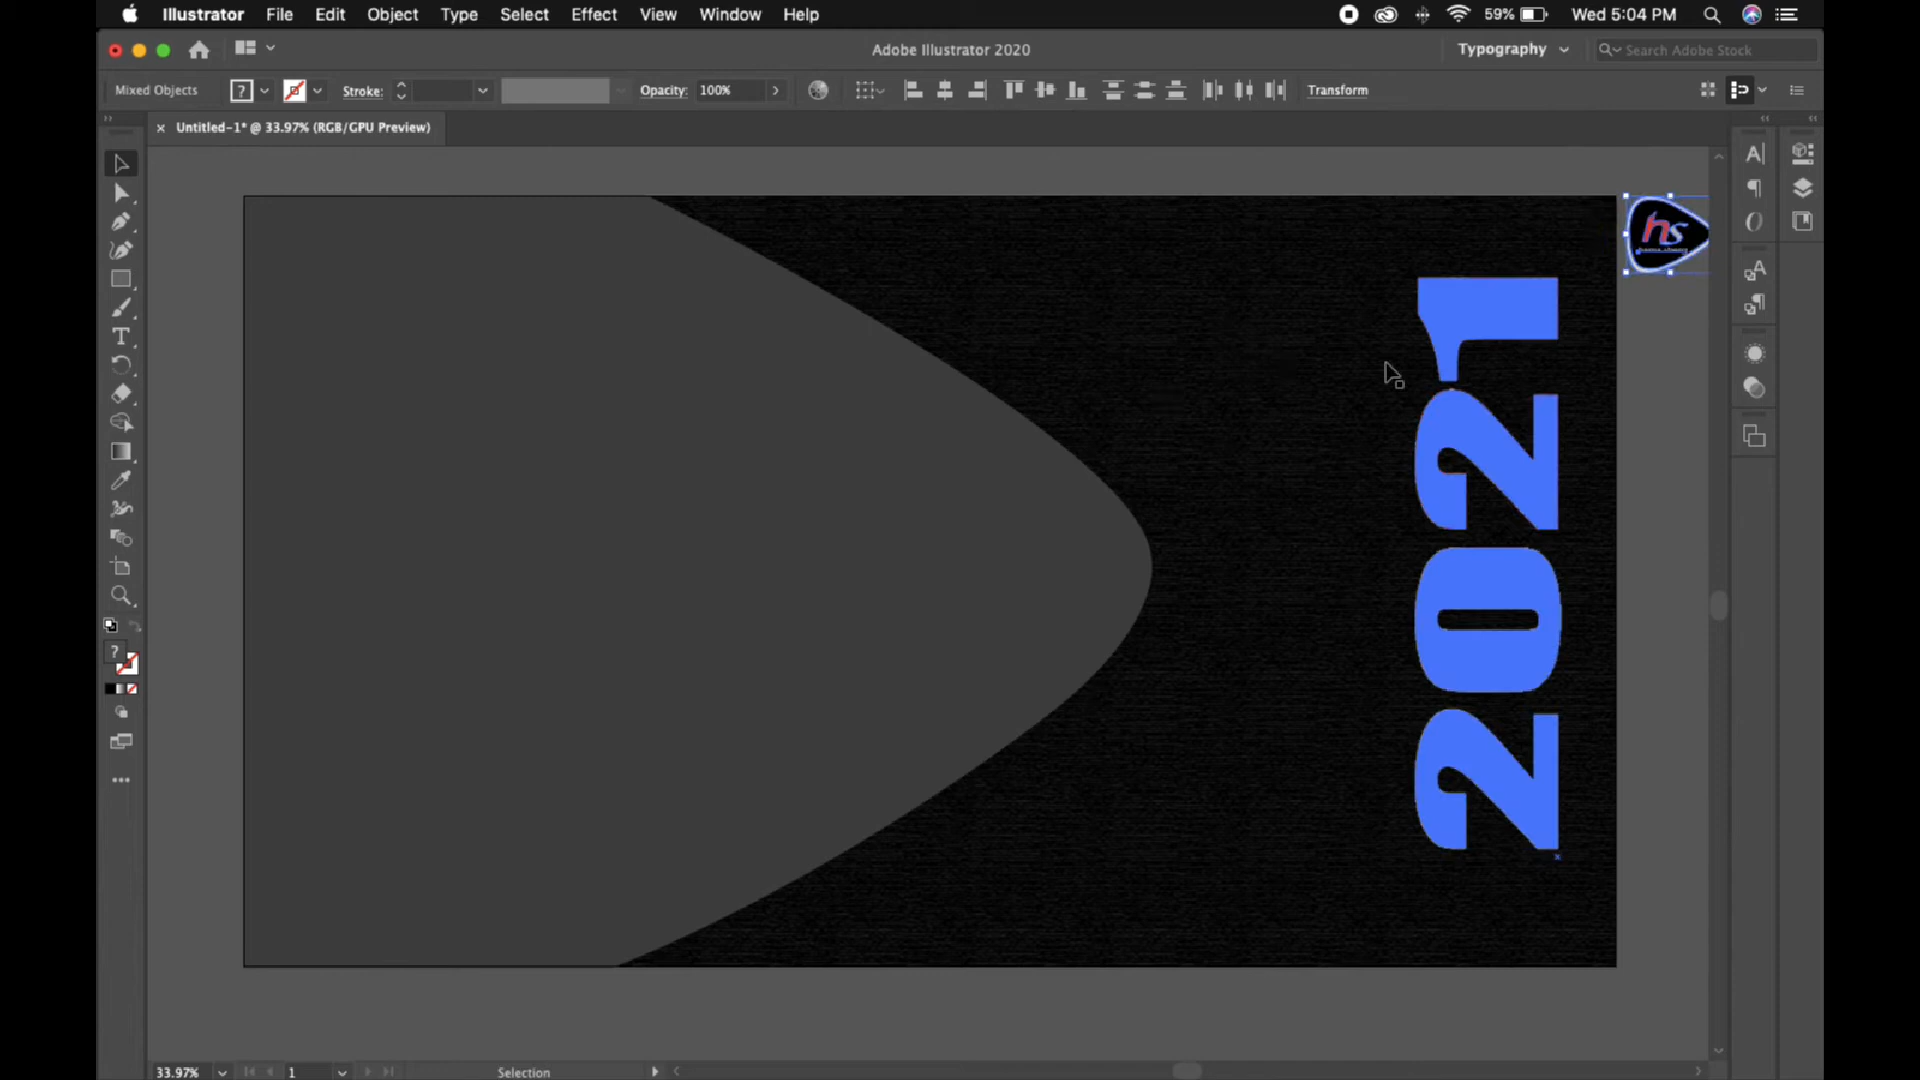 Illustrator File Edit Object Type Select Effect View Window Help
59% Wed 5:04 PM
Adobe Illustrator 2020
Typography
Search Adobe Stock
Mixed Objects
?
Stroke:
Opacity: 100%
Transform
× Untitled-1* @ 33.97% (RGB/GPU Preview)
hs
2021
?
33.97%
1
Selection